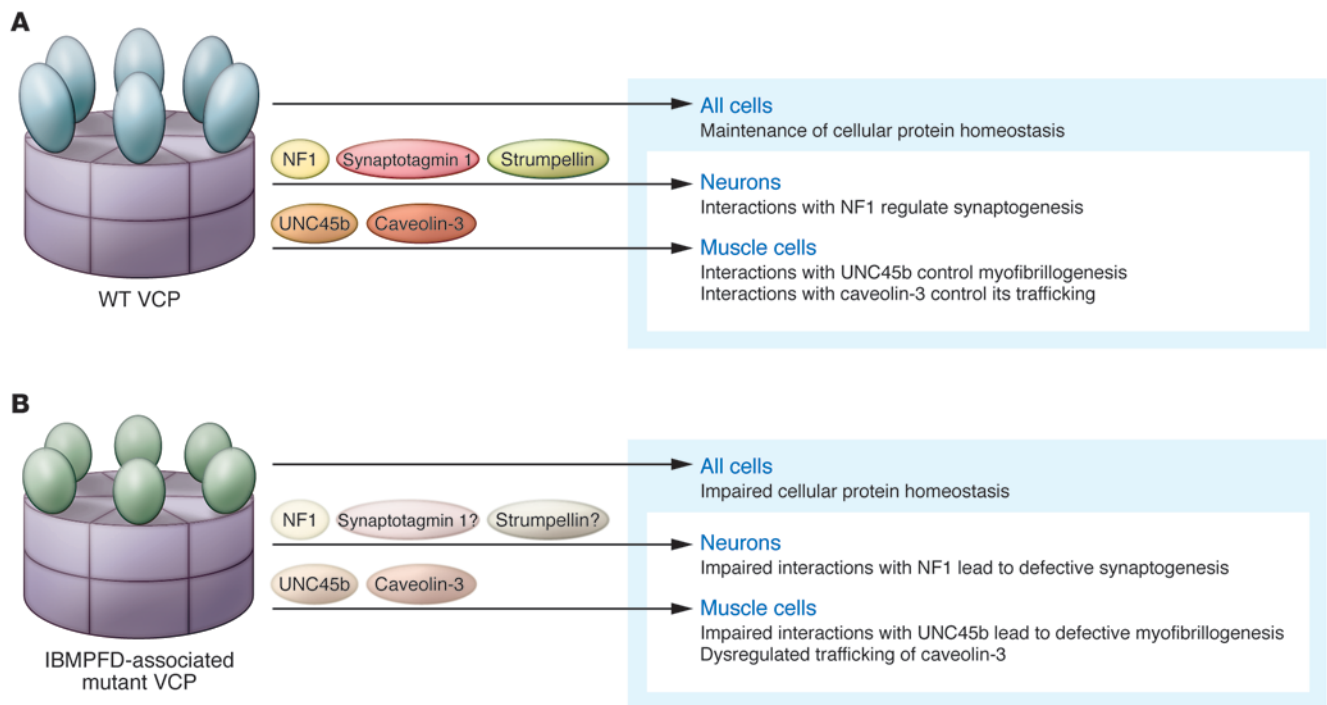 A
All cells
Maintenance of cellular protein homeostasis
NF1 Synaptotagmin 1 Strumpellin
Neurons
Interactions with NF1 regulate synaptogenesis
UNC45b Caveolin-3
Muscle cells
Interactions with UNC45b control myofibrillogenesis
Interactions with caveolin-3 control its trafficking
WT VCP
B
All cells
Impaired cellular protein homeostasis
NF1 Synaptotagmin 1? Strumpellin?
Neurons
Impaired interactions with NF1 lead to defective synaptogenesis
UNC45b Caveolin-3
Muscle cells
Impaired interactions with UNC45b lead to defective myofibrillogenesis
Dysregulated trafficking of caveolin-3
IBMPFD-associated
mutant VCP